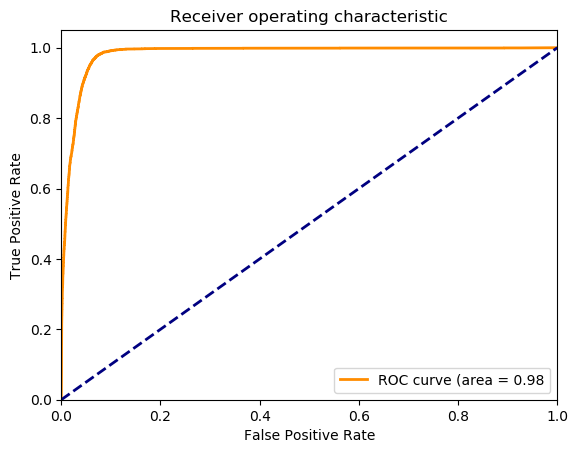 Receiver operating characteristic
True Positive Rate
1.0
0.8
0.6
0.4
0.2
0.0
ROC curve (area = 0.98
0.0 0.2 0.4 0.6 0.8 1.0
False Positive Rate